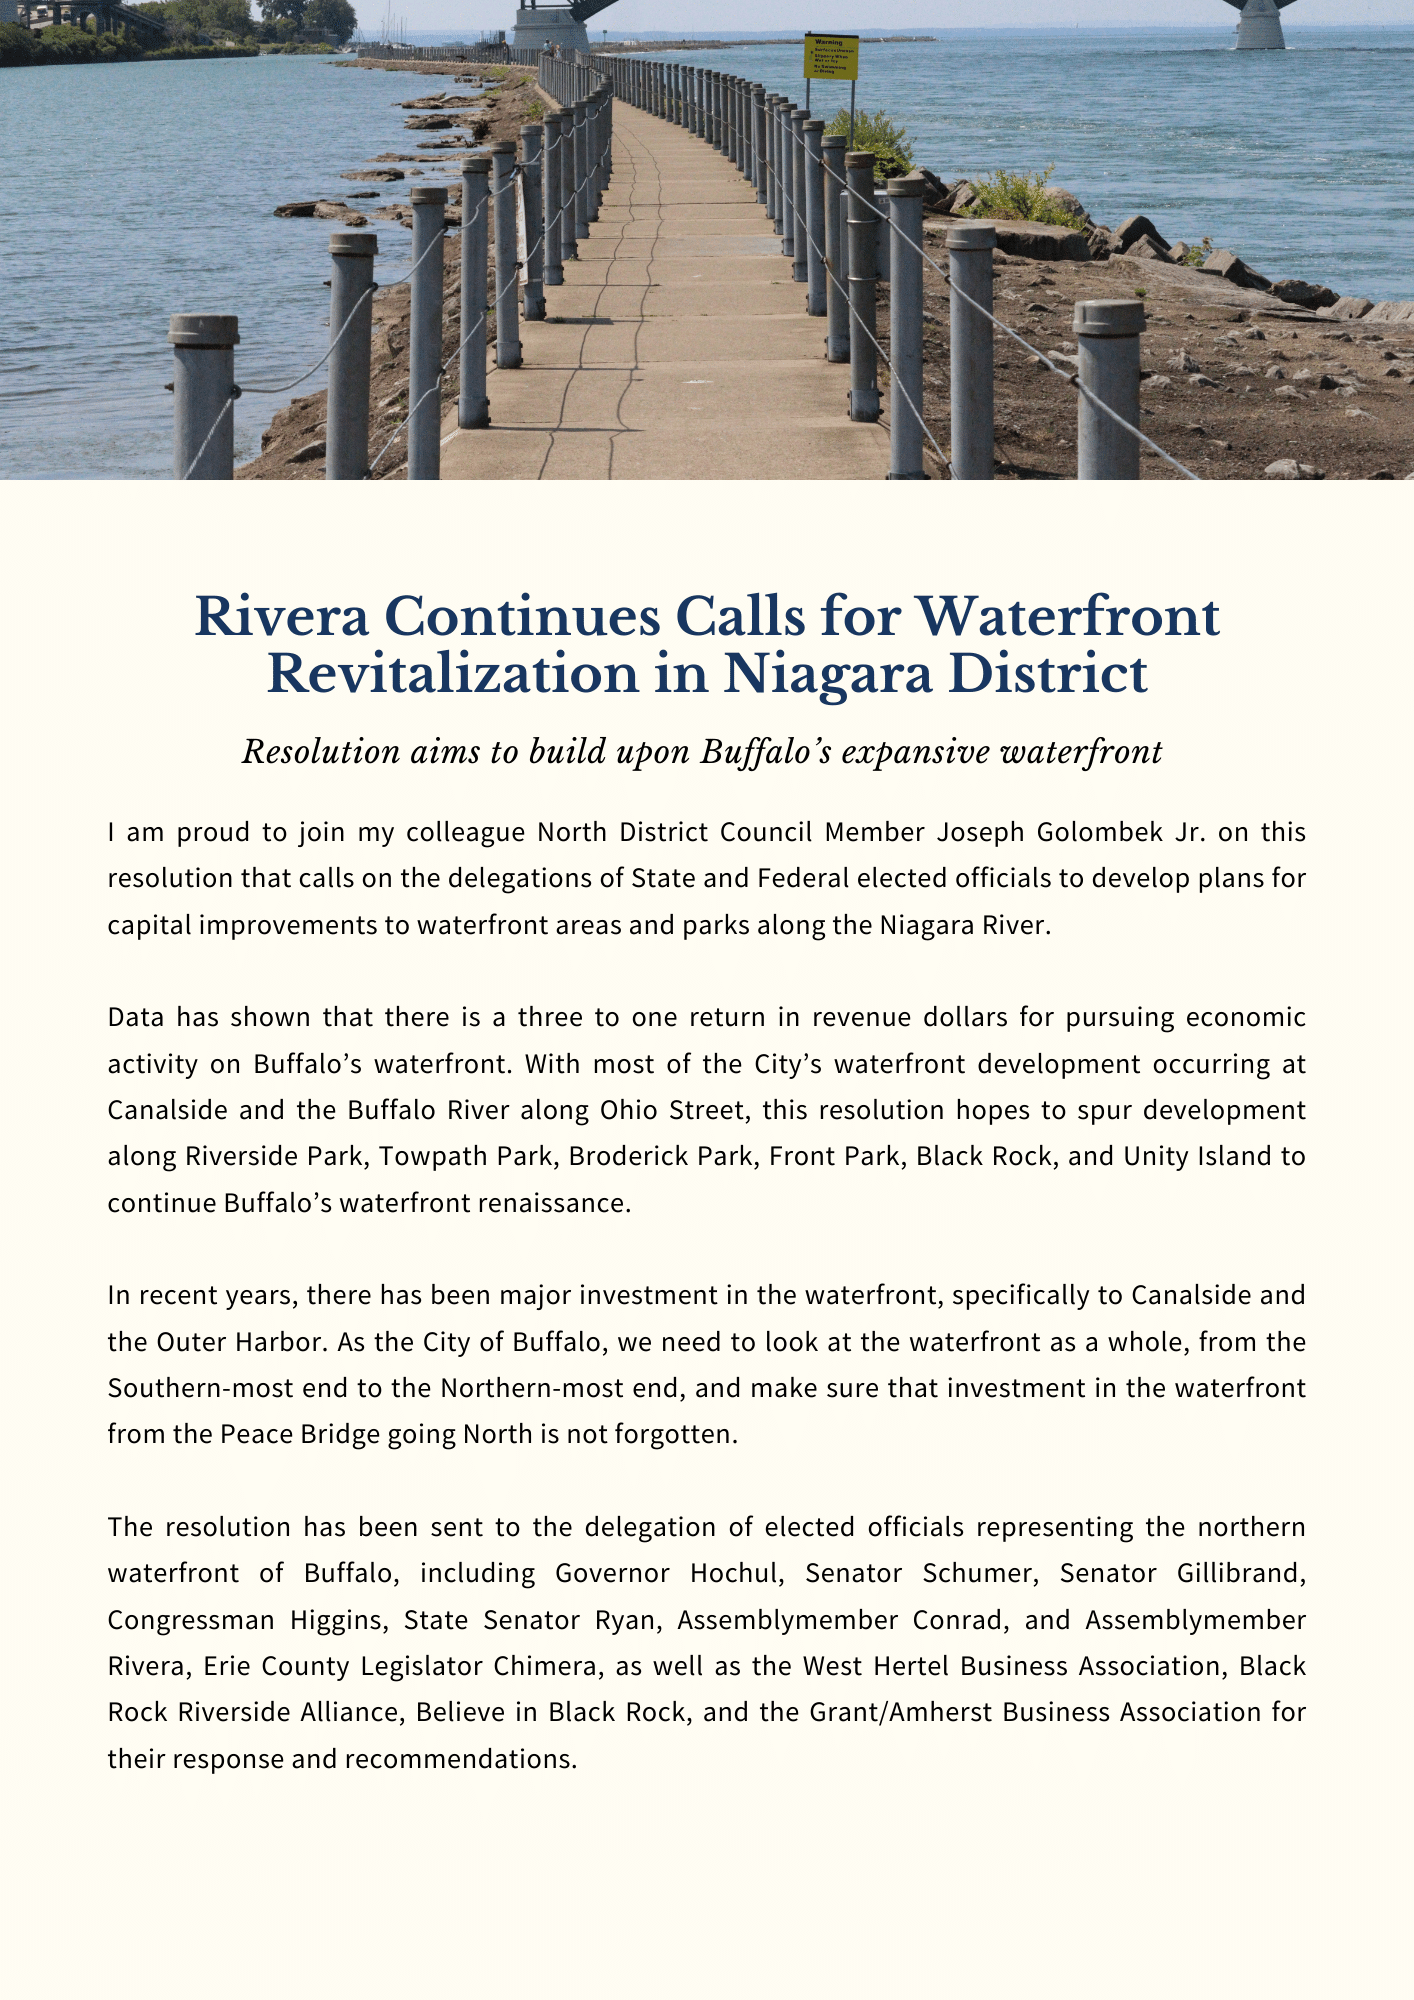 Warning
Rivera Continues Calls for Waterfront
Revitalization in Niagara District
Resolution aims to build upon Buffalo’s expansive waterfront
I am proud to join my colleague North District Council Member Joseph Golombek Jr. on this
resolution that calls on the delegations of State and Federal elected officials to develop plans for
capital improvements to waterfront areas and parks along the Niagara River.
Data has shown that there is a three to one return in revenue dollars for pursuing economic
activity on Buffalo’s waterfront. With most of the City’s waterfront development occurring at
Canalside and the Buffalo River along Ohio Street, this resolution hopes to spur development
along Riverside Park, Towpath Park, Broderick Park, Front Park, Black Rock, and Unity Island to
continue Buffalo’s waterfront renaissance.
In recent years, there has been major investment in the waterfront, specifically to Canalside and
the Outer Harbor. As the City of Buffalo, we need to look at the waterfront as a whole, from the
Southern-most end to the Northern-most end, and make sure that investment in the waterfront
from the Peace Bridge going North is not forgotten.
The resolution has been sent to the delegation of elected officials representing the northern
waterfront of Buffalo, including Governor Hochul, Senator Schumer, Senator Gillibrand,
Congressman Higgins, State Senator Ryan, Assemblymember Conrad, and Assemblymember
Rivera, Erie County Legislator Chimera, as well as the West Hertel Business Association, Black
Rock Riverside Alliance, Believe in Black Rock, and the Grant/Amherst Business Association for
their response and recommendations.